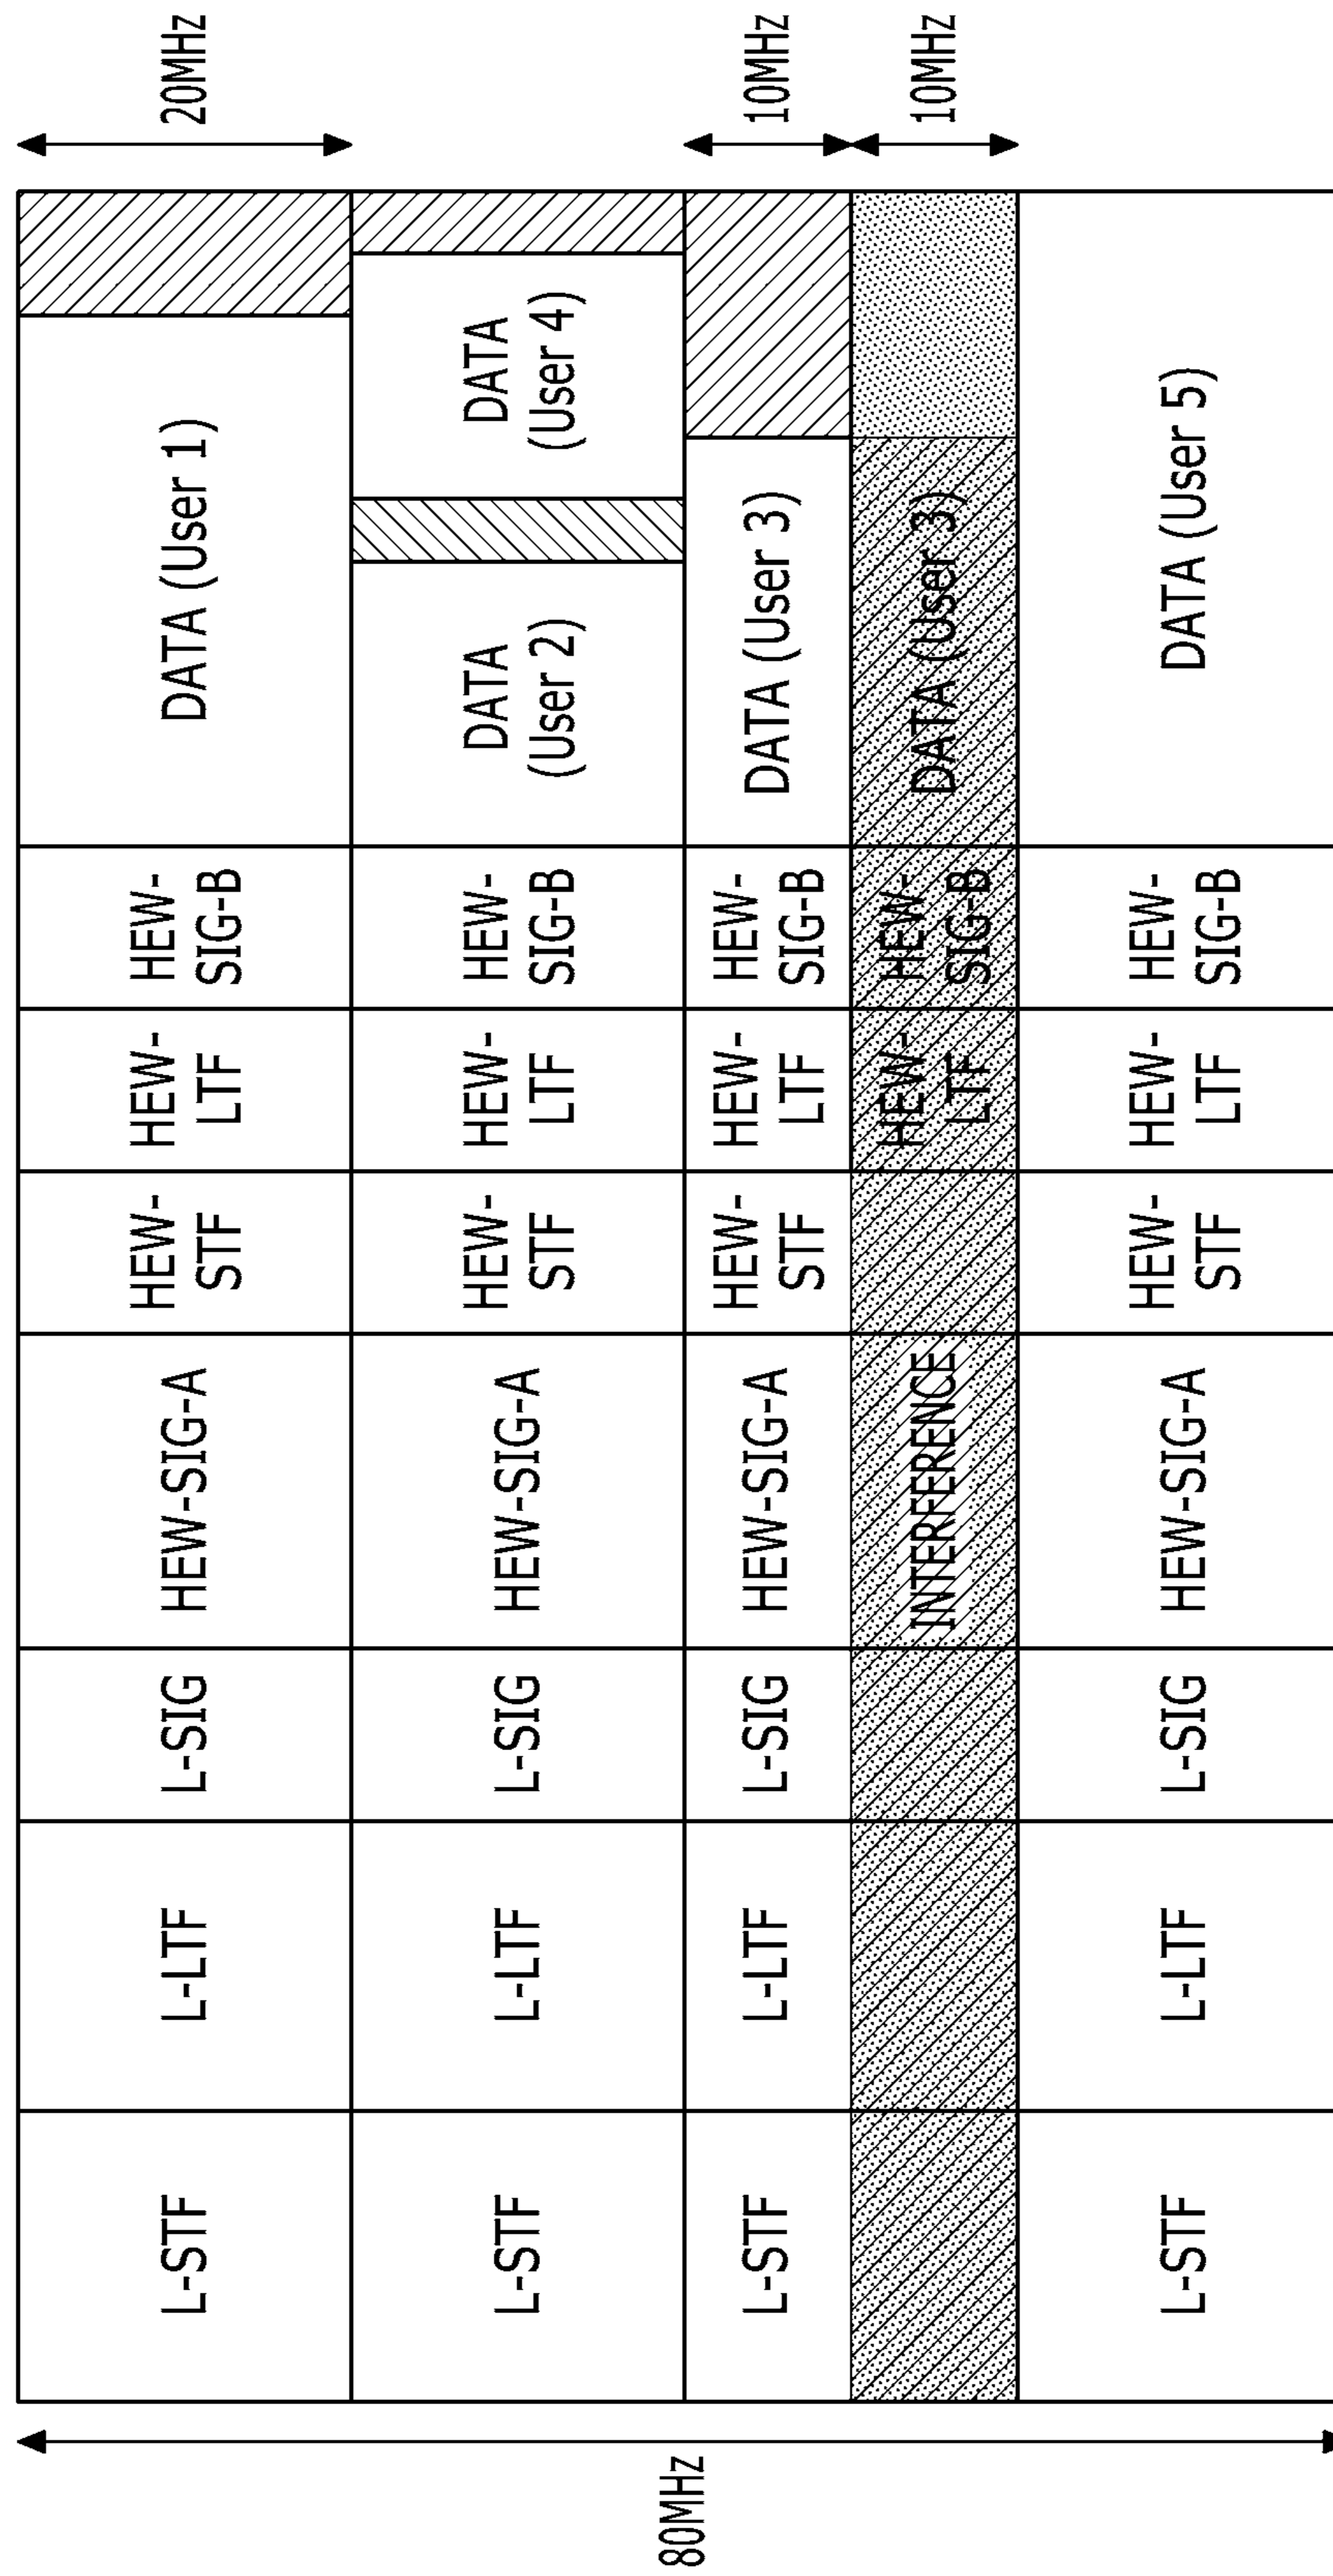 80MHz
L-STF
L-LTF
L-SIG
HEW-SIG-A
HEW-
STF
HEW-
LTF
HEW-
SIG-B
DATA (User 1)
20MHz
L-STF
L-LTF
L-SIG
HEW-SIG-A
HEW-
STF
HEW-
LTF
HEW-
SIG-B
DATA
(User 2)
DATA
(User 4)
L-STF
L-LTF
L-SIG
HEW-SIG-A
HEW-
STF
HEW-
LTF
HEW-
SIG-B
DATA (User 3)
10MHz
INTERFERENCE
HEW-
LTF
HEW-
SIG-B
DATA (User 3)
10MHz
L-STF
L-LTF
L-SIG
HEW-SIG-A
HEW-
STF
HEW-
LTF
HEW-
SIG-B
DATA (User 5)